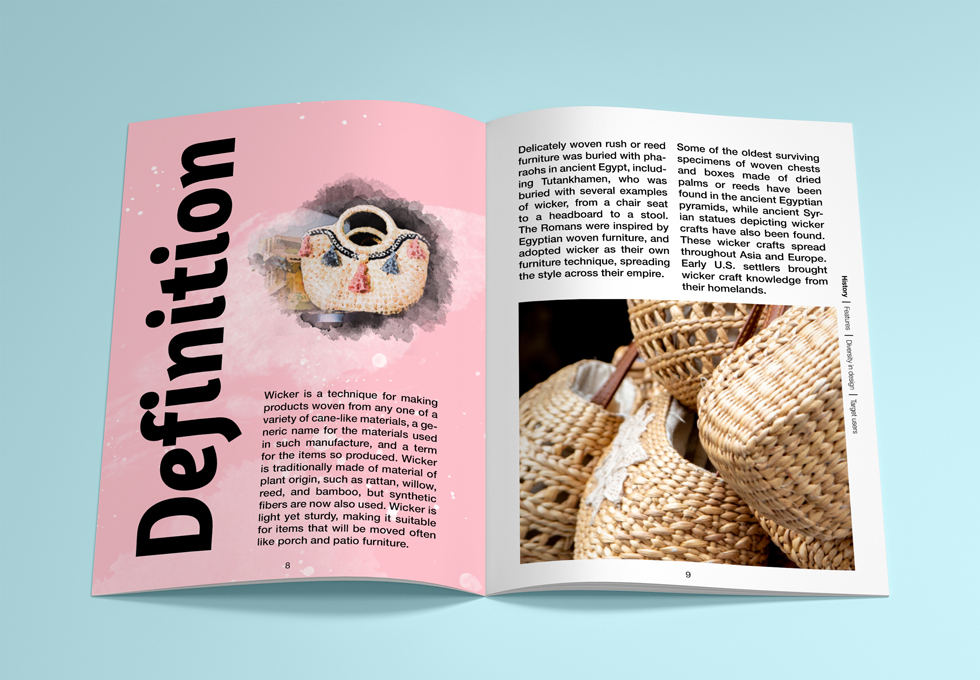 Definition
Wicker is a technique for making
products woven from any one of a
variety of cane-like materials, a ge-
neric name for the materials used
in such manufacture, and a term
for the items so produced. Wicker
is traditionally made of material of
plant origin, such as rattan, willow,
reed, and bamboo, but synthetic
fibers are now also used. Wicker is
light yet sturdy, making it suitable
for items that will be moved often
like porch and patio furniture.
8
Delicately woven rush or reed
furniture was buried with pha-
raohs in ancient Egypt, includ-
ing Tutankhamen, who was
buried with several examples
of wicker, from a chair seat
to a headboard to a stool.
The Romans were inspired by
Egyptian woven furniture, and
adopted wicker as their own
furniture technique, spreading
the style across their empire.
Some of the oldest surviving
specimens of woven chests
and boxes made of dried
palms or reeds have been
found in the ancient Egyptian
pyramids, while ancient Syr-
ian statues depicting wicker
crafts have also been found.
These wicker crafts spread
throughout Asia and Europe.
Early U.S. settlers brought
wicker craft knowledge from
their homelands.
History | Features | Diversity in design | Target users
9